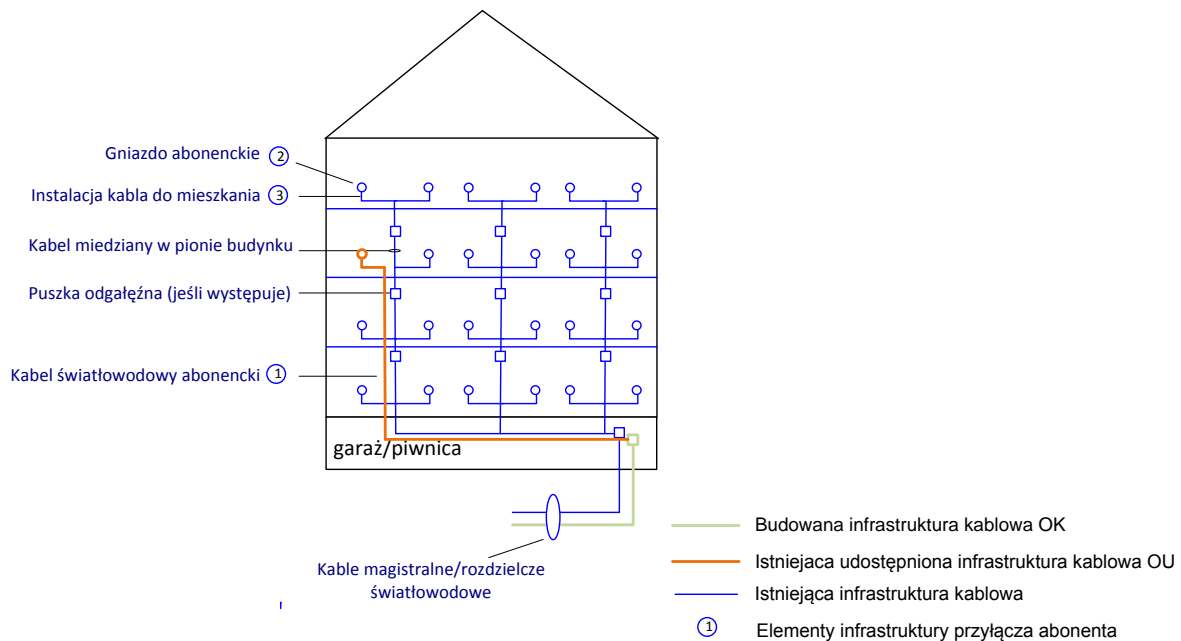 Gniazdo abonenckie 2
Instalacja kabla do mieszkania 3
Kabel miedziany w pionie budynku
Puszka odgałęźna (jeśli występuje)
Kabel światłowodowy abonencki 1
garaż/piwnica
Kable magistralne/rozdzielcze
światłowodowe
Budowana infrastruktura kablowa OK
Istniejaca udostępniona infrastruktura kablowa OU
Istniejąca infrastruktura kablowa
1 Elementy infrastruktury przyłącza abonenta